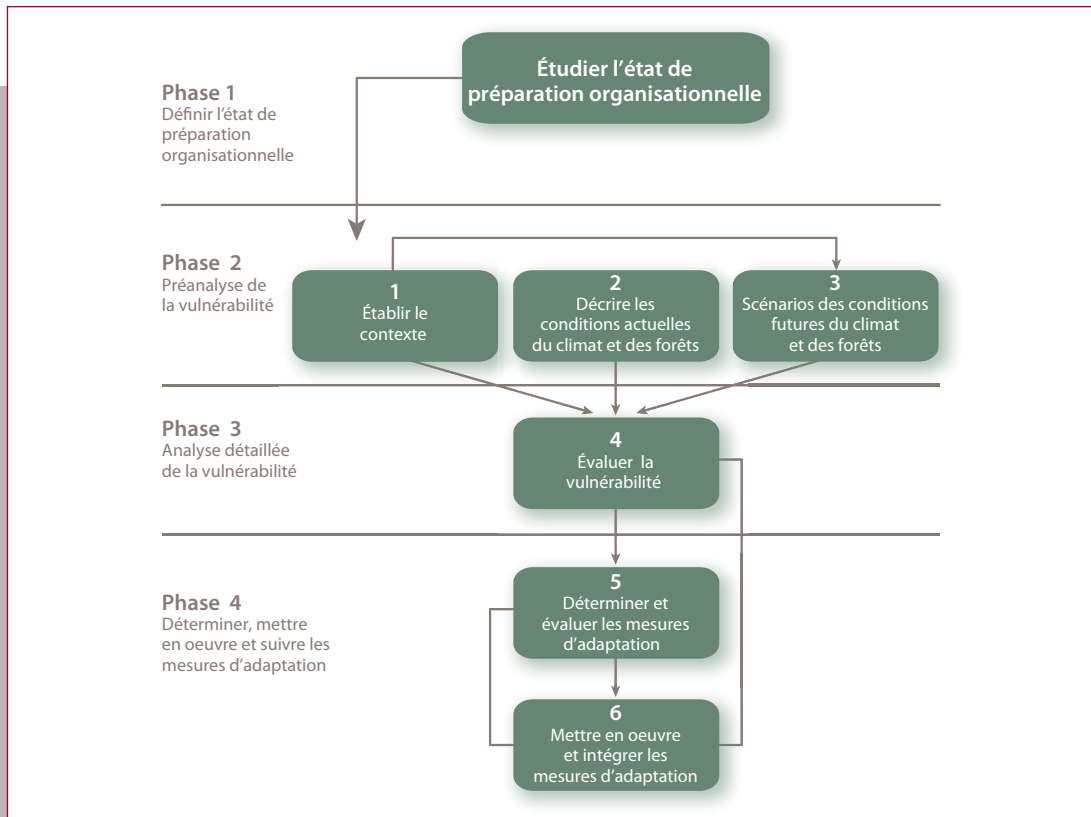 Étudier l’état de
préparation organisationnelle
Phase 1
Définir l’état de
préparation
organisationnelle
Phase 2
Préanalyse de
la vulnérabilité
1
Établir le
contexte
2
Décrire les
conditions actuelles
du climat et des forêts
3
Scénarios des conditions
futures du climat
et des forêts
Phase 3
Analyse détaillée
de la vulnérabilité
4
Évaluer la
vulnérabilité
Phase 4
Déterminer, mettre
en oeuvre et suivre les
mesures d’adaptation
5
Déterminer et
évaluer les mesures
d’adaptation
6
Mettre en oeuvre
et intégrer les
mesures d’adaptation